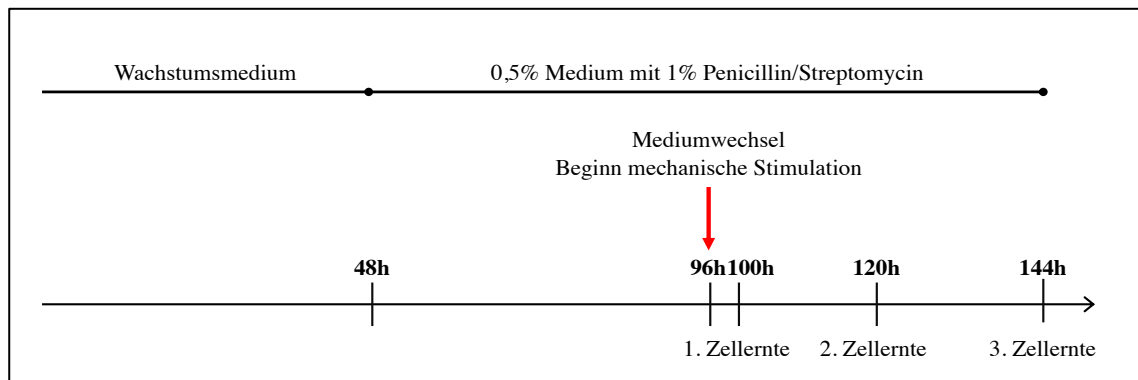 Wachstumsmedium
0,5% Medium mit 1% Penicillin/Streptomycin
Mediumwechsel
Beginn mechanische Stimulation
48h
96h
100h
120h
144h
1. Zellernte
2. Zellernte
3. Zellernte